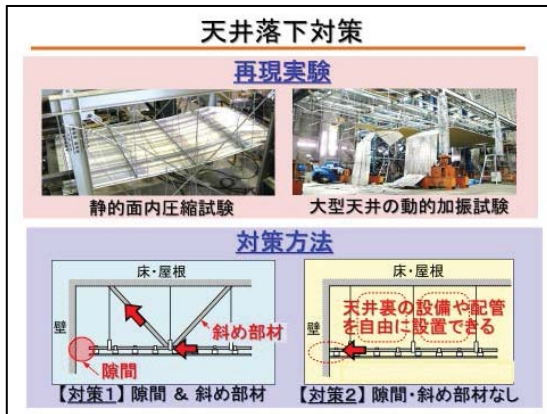 天井落下対策
再現実験
静的面内圧縮試験
大型天井の動的加振試験
対策方法
床・屋根
壁
斜め部材
隙間
【対策1】隙間 & 斜め部材
床・屋根
壁
天井裏の設備や配管
を自由に設置できる
【対策2】隙間・斜め部材なし